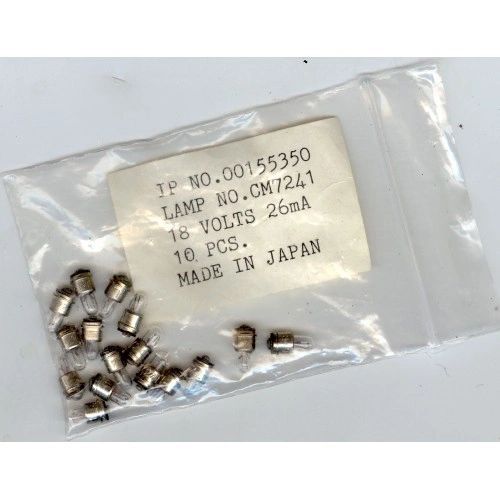 IP NO.00155350
LAMP NO.CM7241
18 VOLTS 26mA
10 PCS.
MADE IN JAPAN